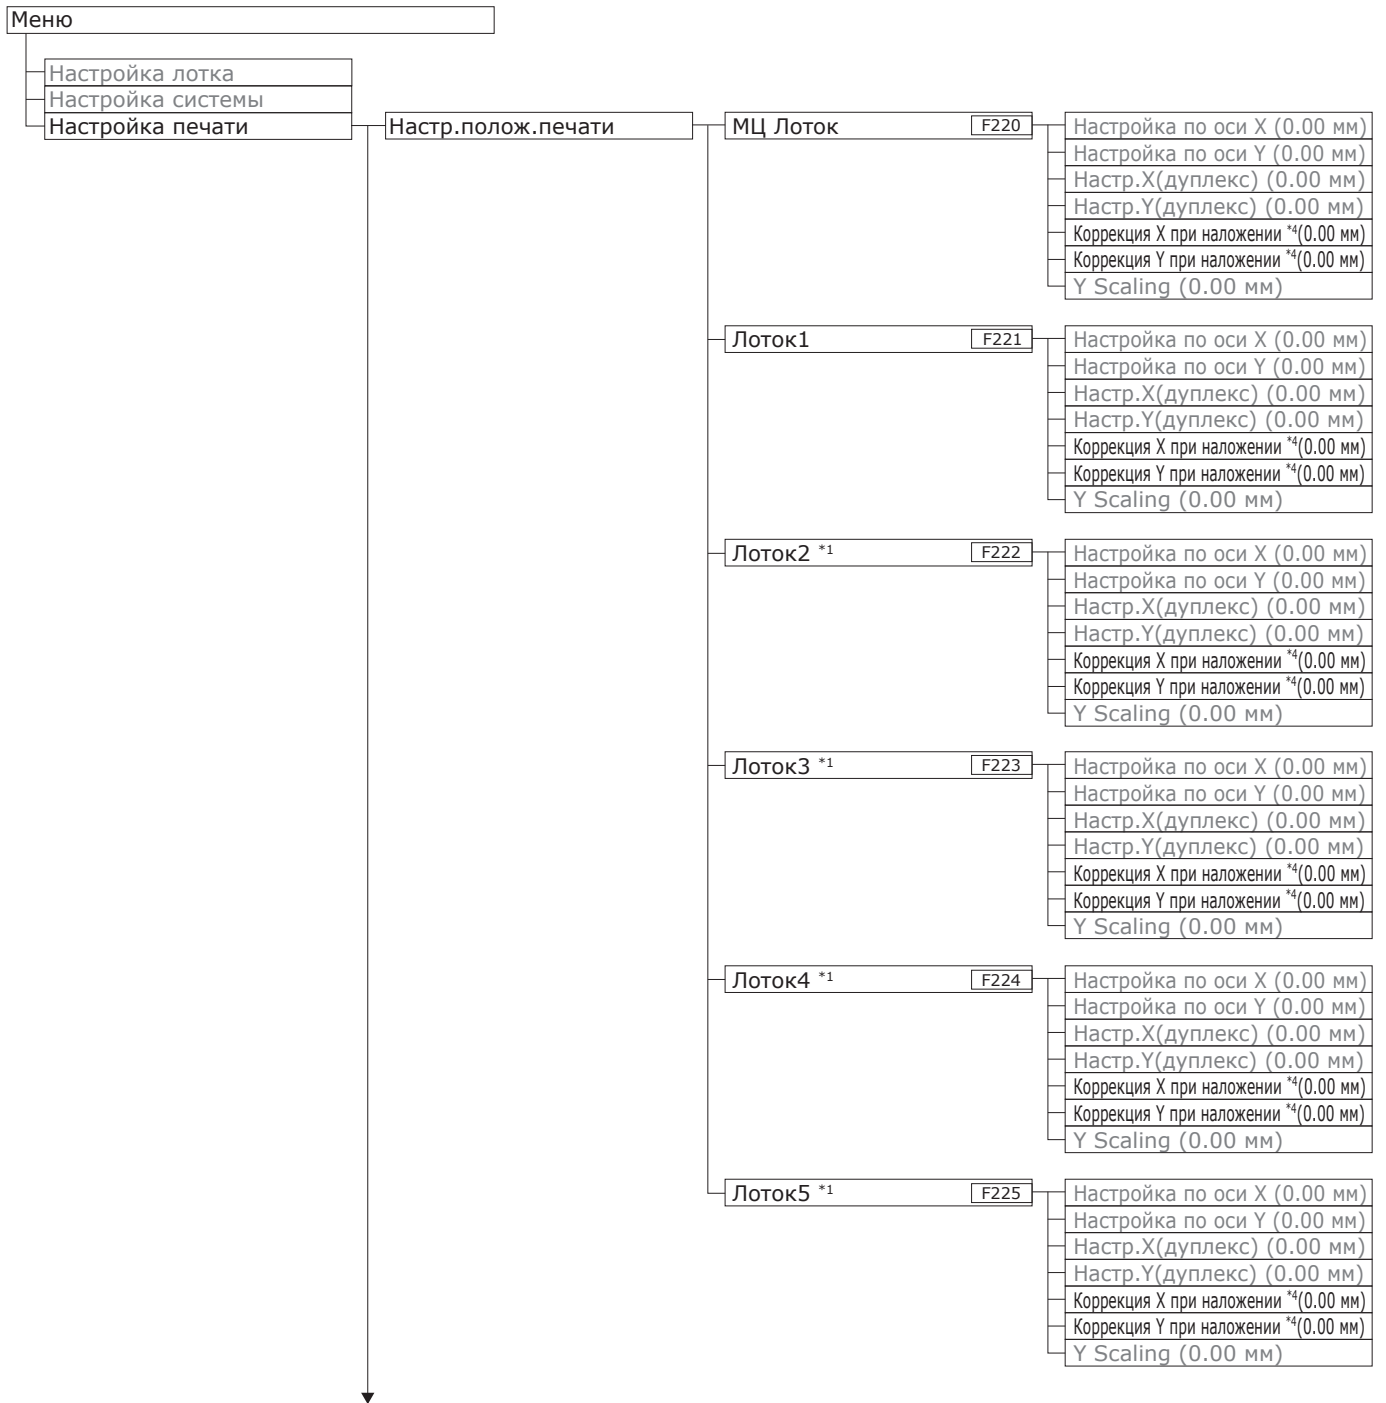 Меню
Настройка лотка
Настройка системы
Настройка печати
Настр.полож.печати
МЦ Лоток F220
Настройка по оси X (0.00 мм)
Настройка по оси Y (0.00 мм)
Настр.X(дуплекс) (0.00 мм)
Настр.Y(дуплекс) (0.00 мм)
Коррекция X при наложении *4(0.00 мм)
Коррекция Y при наложении *4(0.00 мм)
Y Scaling (0.00 мм)
Лоток1 F221
Настройка по оси X (0.00 мм)
Настройка по оси Y (0.00 мм)
Настр.X(дуплекс) (0.00 мм)
Настр.Y(дуплекс) (0.00 мм)
Коррекция X при наложении *4(0.00 мм)
Коррекция Y при наложении *4(0.00 мм)
Y Scaling (0.00 мм)
Лоток2 *1 F222
Настройка по оси X (0.00 мм)
Настройка по оси Y (0.00 мм)
Настр.X(дуплекс) (0.00 мм)
Настр.Y(дуплекс) (0.00 мм)
Коррекция X при наложении *4(0.00 мм)
Коррекция Y при наложении *4(0.00 мм)
Y Scaling (0.00 мм)
Лоток3 *1 F223
Настройка по оси X (0.00 мм)
Настройка по оси Y (0.00 мм)
Настр.X(дуплекс) (0.00 мм)
Настр.Y(дуплекс) (0.00 мм)
Коррекция X при наложении *4(0.00 мм)
Коррекция Y при наложении *4(0.00 мм)
Y Scaling (0.00 мм)
Лоток4 *1 F224
Настройка по оси X (0.00 мм)
Настройка по оси Y (0.00 мм)
Настр.X(дуплекс) (0.00 мм)
Настр.Y(дуплекс) (0.00 мм)
Коррекция X при наложении *4(0.00 мм)
Коррекция Y при наложении *4(0.00 мм)
Y Scaling (0.00 мм)
Лоток5 *1 F225
Настройка по оси X (0.00 мм)
Настройка по оси Y (0.00 мм)
Настр.X(дуплекс) (0.00 мм)
Настр.Y(дуплекс) (0.00 мм)
Коррекция X при наложении *4(0.00 мм)
Коррекция Y при наложении *4(0.00 мм)
Y Scaling (0.00 мм)